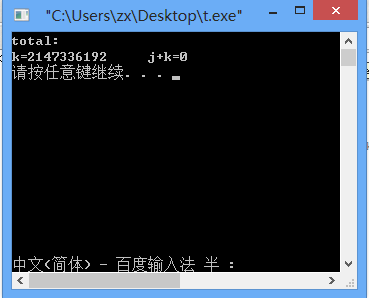 "C:\Users\zx\Desktop\t.exe"
total:
k=2147336192     j+k=0
请按任意键继续. . .
中文(简体) - 百度输入法 半 :